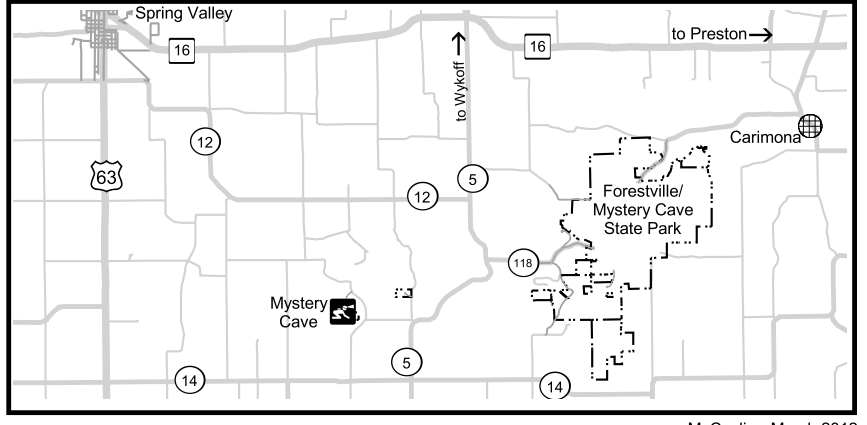 Spring Valley
16
to Wykoff
16
to Preston
Carimona
12
63
5
12
Forestville/
Mystery Cave
State Park
118
Mystery
Cave
5
14
14